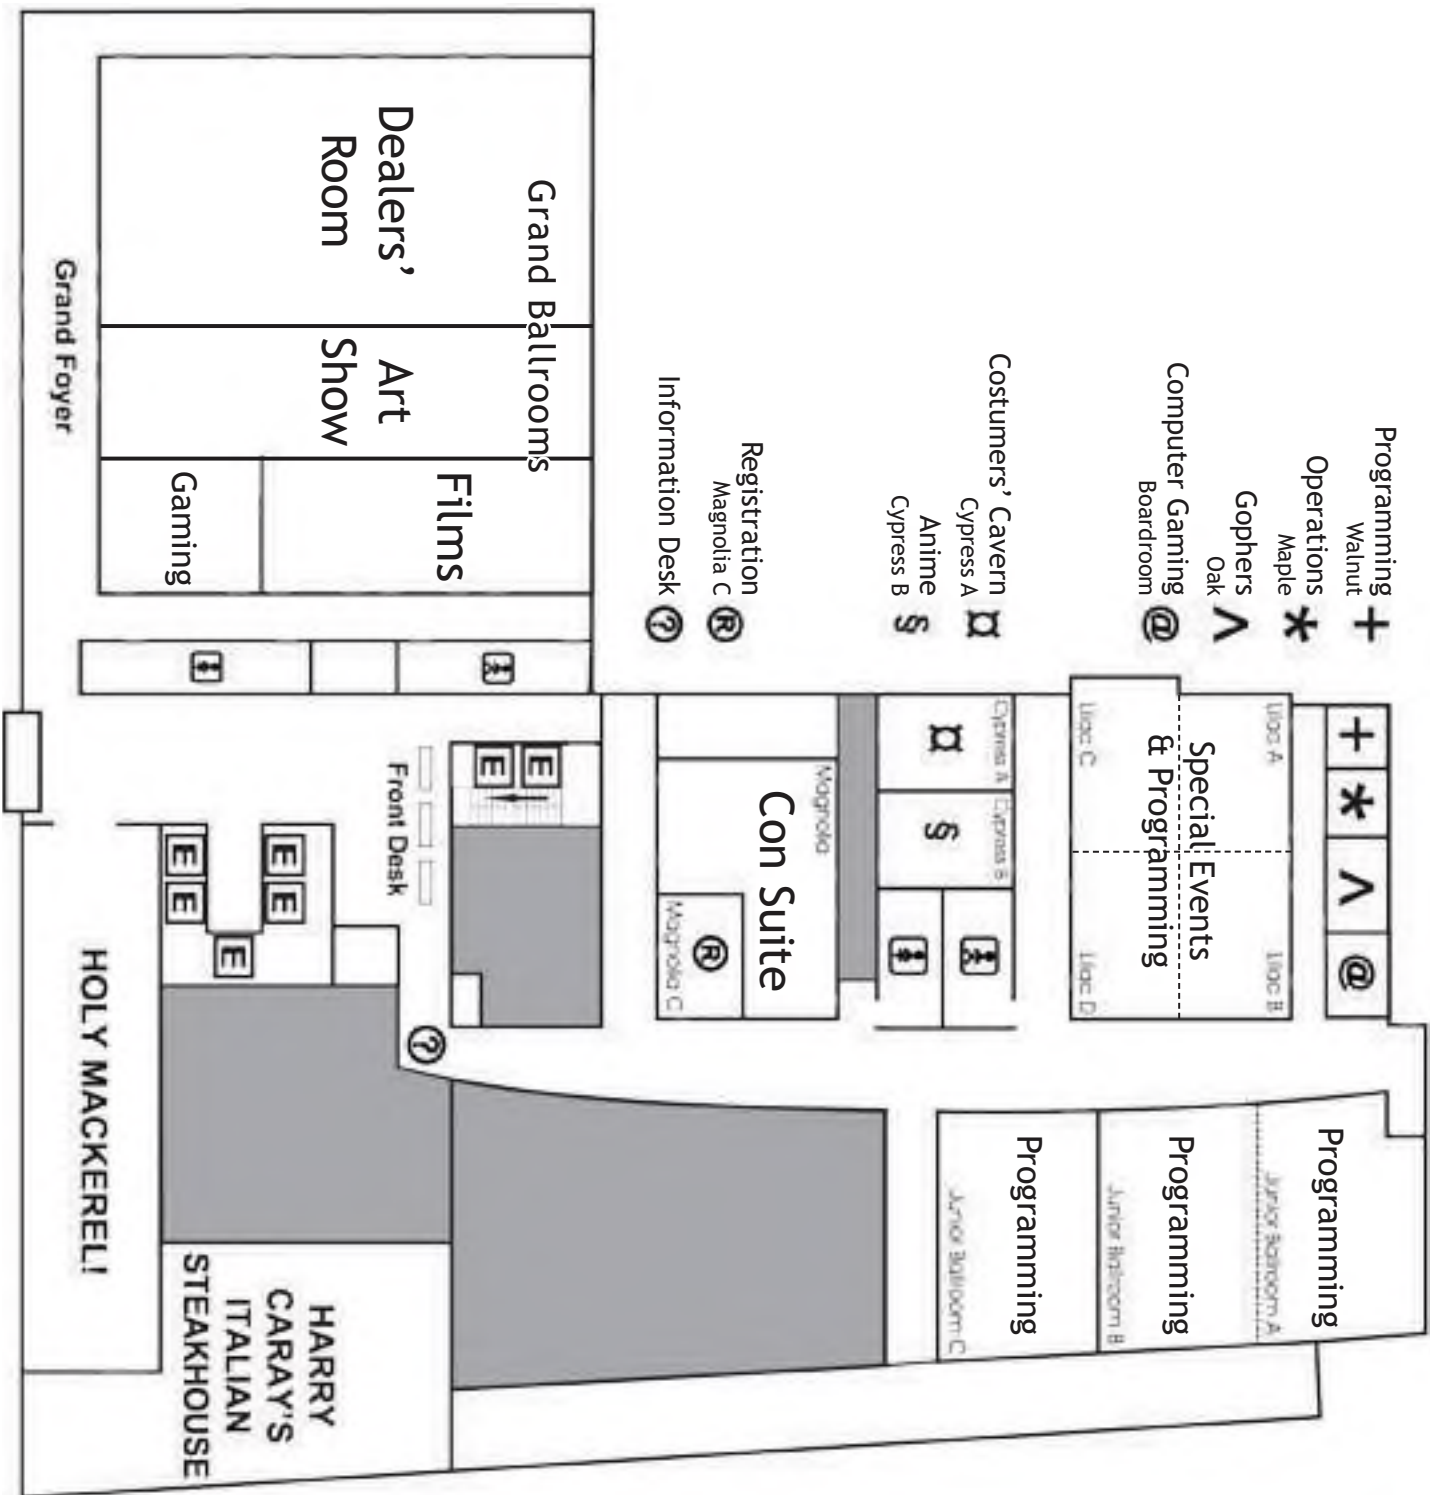 Programming +
Walnut
Operations *
Maple
Gophers <
Oak
Computer Gaming @
Boardroom
Costumers' Cavern ¤
Cypress A
Anime §
Cypress B
Registration ®
Magnolia C
Information Desk ?
+ * < @
Lilac A
Lilac B
Special Events
& Programming
Lilac C
Lilac D
Programming
Junior Ballroom A
Programming
Junior Ballroom B
Programming
Junior Ballroom C
Cypress A
Cypress B
¤ §
Magnolia
Con Suite
®
Magnolia C
Grand Ballrooms
Dealers'
Room
Art
Show
Films
Gaming
Grand Foyer
E
E
Front Desk
?
E E
E
E E
HARRY
CARAY'S
ITALIAN
STEAKHOUSE
HOLY MACKEREL!